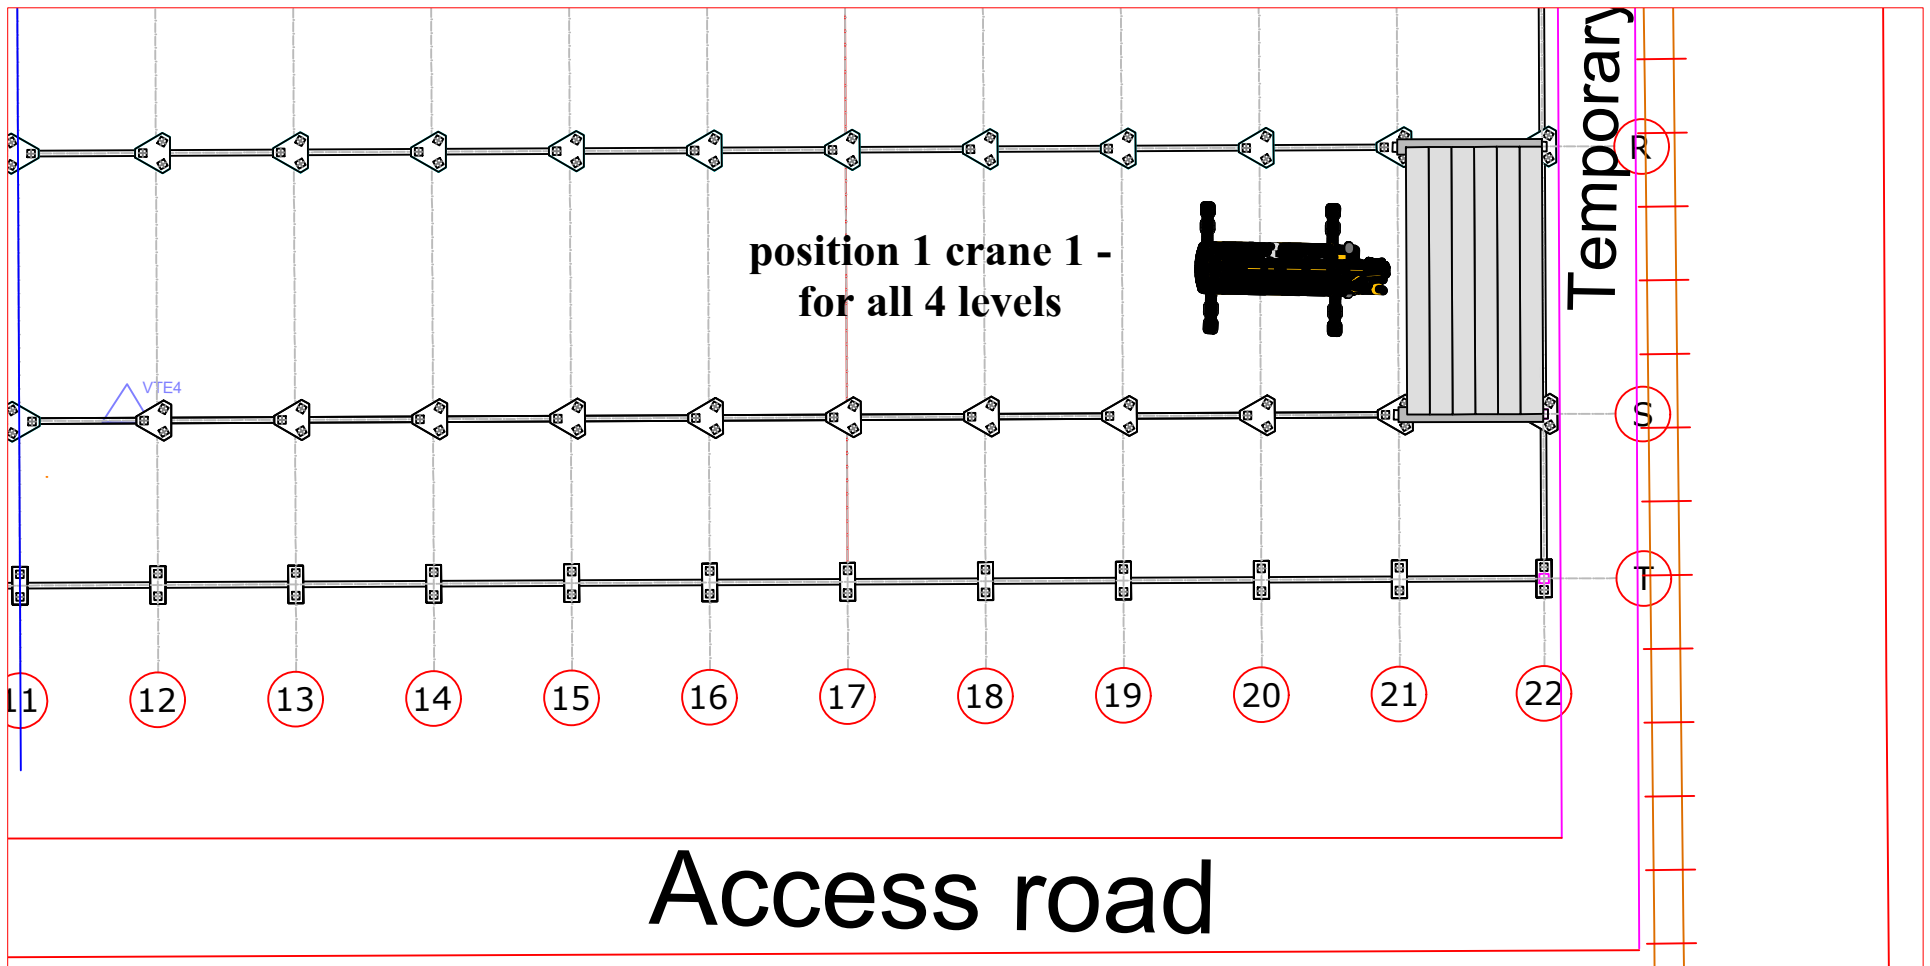 Temporary
R
position 1 crane 1 -
for all 4 levels
VTE4
S
T
11 12 13 14 15 16 17 18 19 20 21 22
Access road